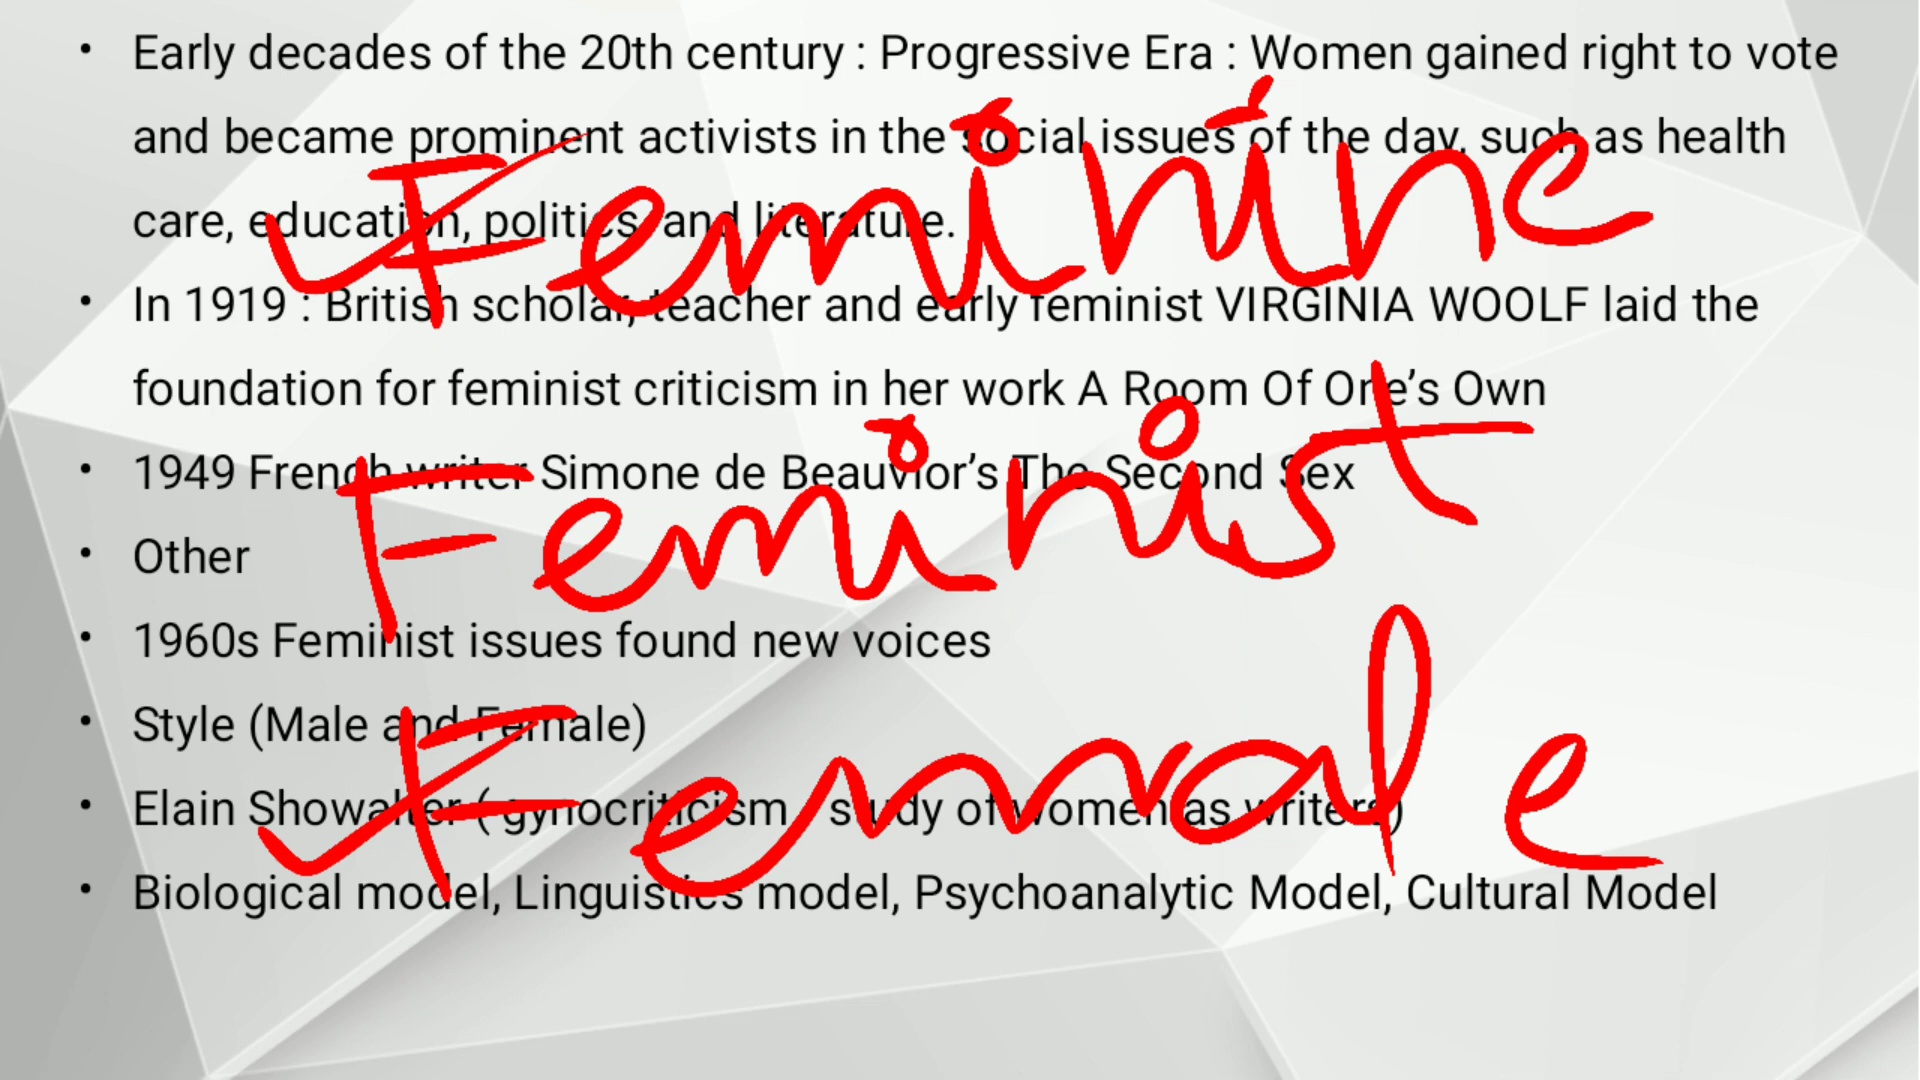 • Early decades of the 20th century : Progressive Era : Women gained right to vote
and became prominent activists in the social issues of the day, such as health
care, education, politics, and literature.
Feminine
• In 1919 : British scholar, teacher and early feminist VIRGINIA WOOLF laid the
foundation for feminist criticism in her work A Room Of One’s Own
• 1949 French writer Simone de Beauvior’s The Second Sex
Feminist
• Other
• 1960s Feminist issues found new voices
• Style (Male and Female)
Female
• Elain Showalter ( gynocriticism , study of women as writers)
• Biological model, Linguistics model, Psychoanalytic Model, Cultural Model